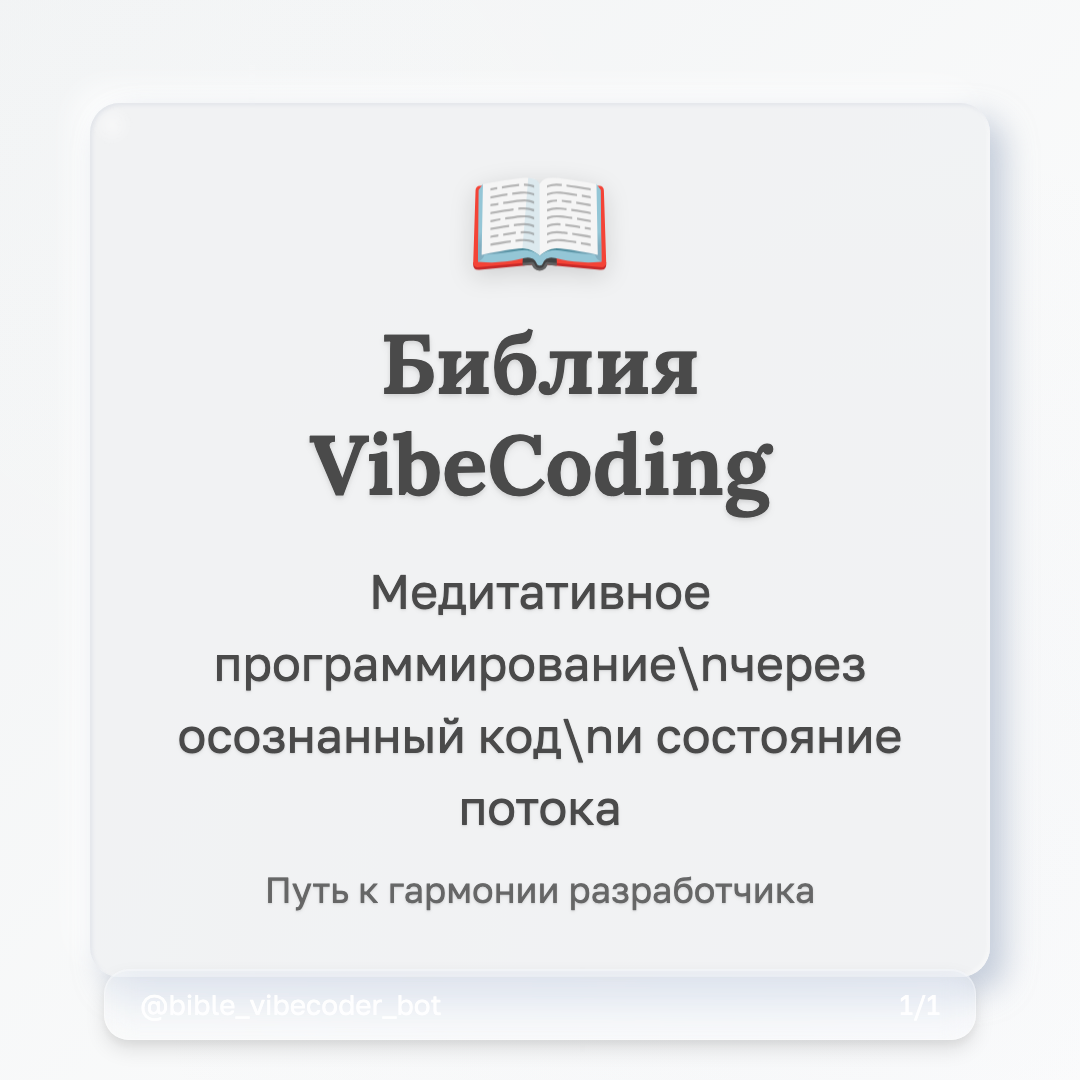 Библия
VibeCoding
Медитативное
программирование\nчерез
осознанный код\nи состояние
потока
Путь к гармонии разработчика
@bible_vibecoder_bot
1/1